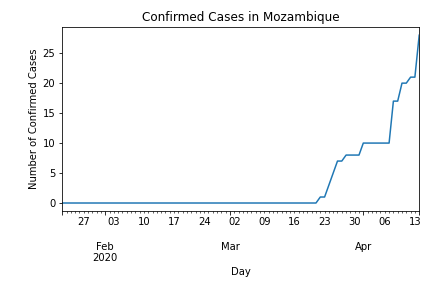 Confirmed Cases in Mozambique
Number of Confirmed Cases
25
20
15
10
5
0
27 03 10 17 24 02 09 16 23 30 06 13
Feb Mar Apr
2020
Day